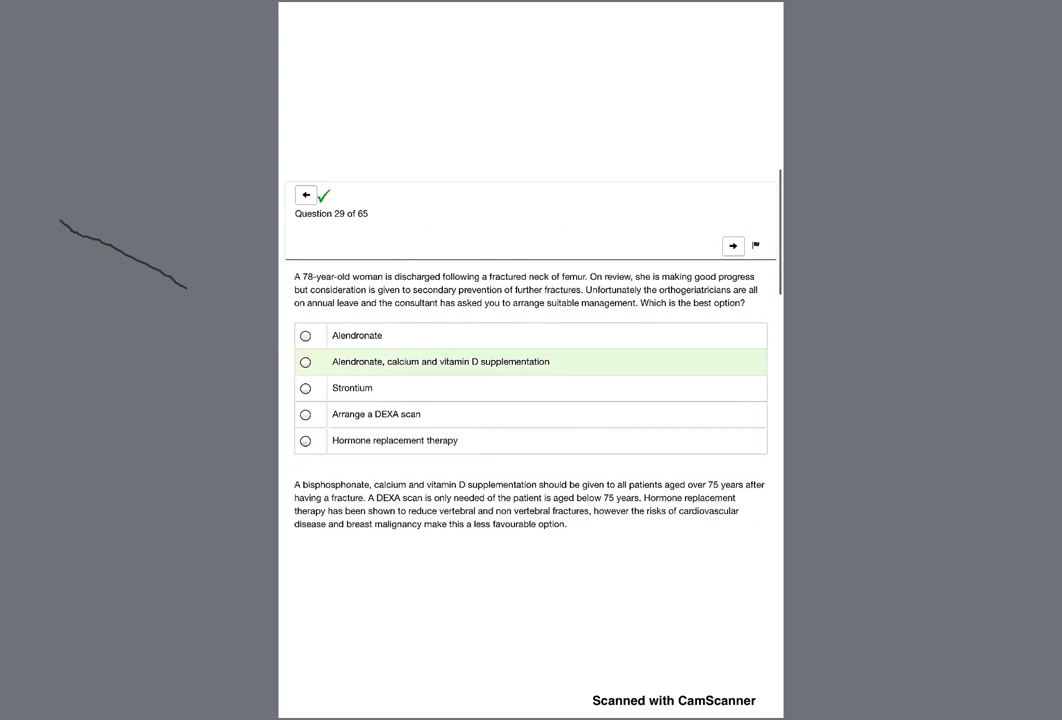 Question 29 of 65
A 78-year-old woman is discharged following a fractured neck of femur. On review, she is making good progress
but consideration is given to secondary prevention of further fractures. Unfortunately the orthogeriatricians are all
on annual leave and the consultant has asked you to arrange suitable management. Which is the best option?
Alendronate
Alendronate, calcium and vitamin D supplementation
Strontium
Arrange a DEXA scan
Hormone replacement therapy
A bisphosphonate, calcium and vitamin D supplementation should be given to all patients aged over 75 years after
having a fracture. A DEXA scan is only needed of the patient is aged below 75 years. Hormone replacement
therapy has been shown to reduce vertebral and non vertebral fractures, however the risks of cardiovascular
disease and breast malignancy make this a less favourable option.
Scanned with CamScanner